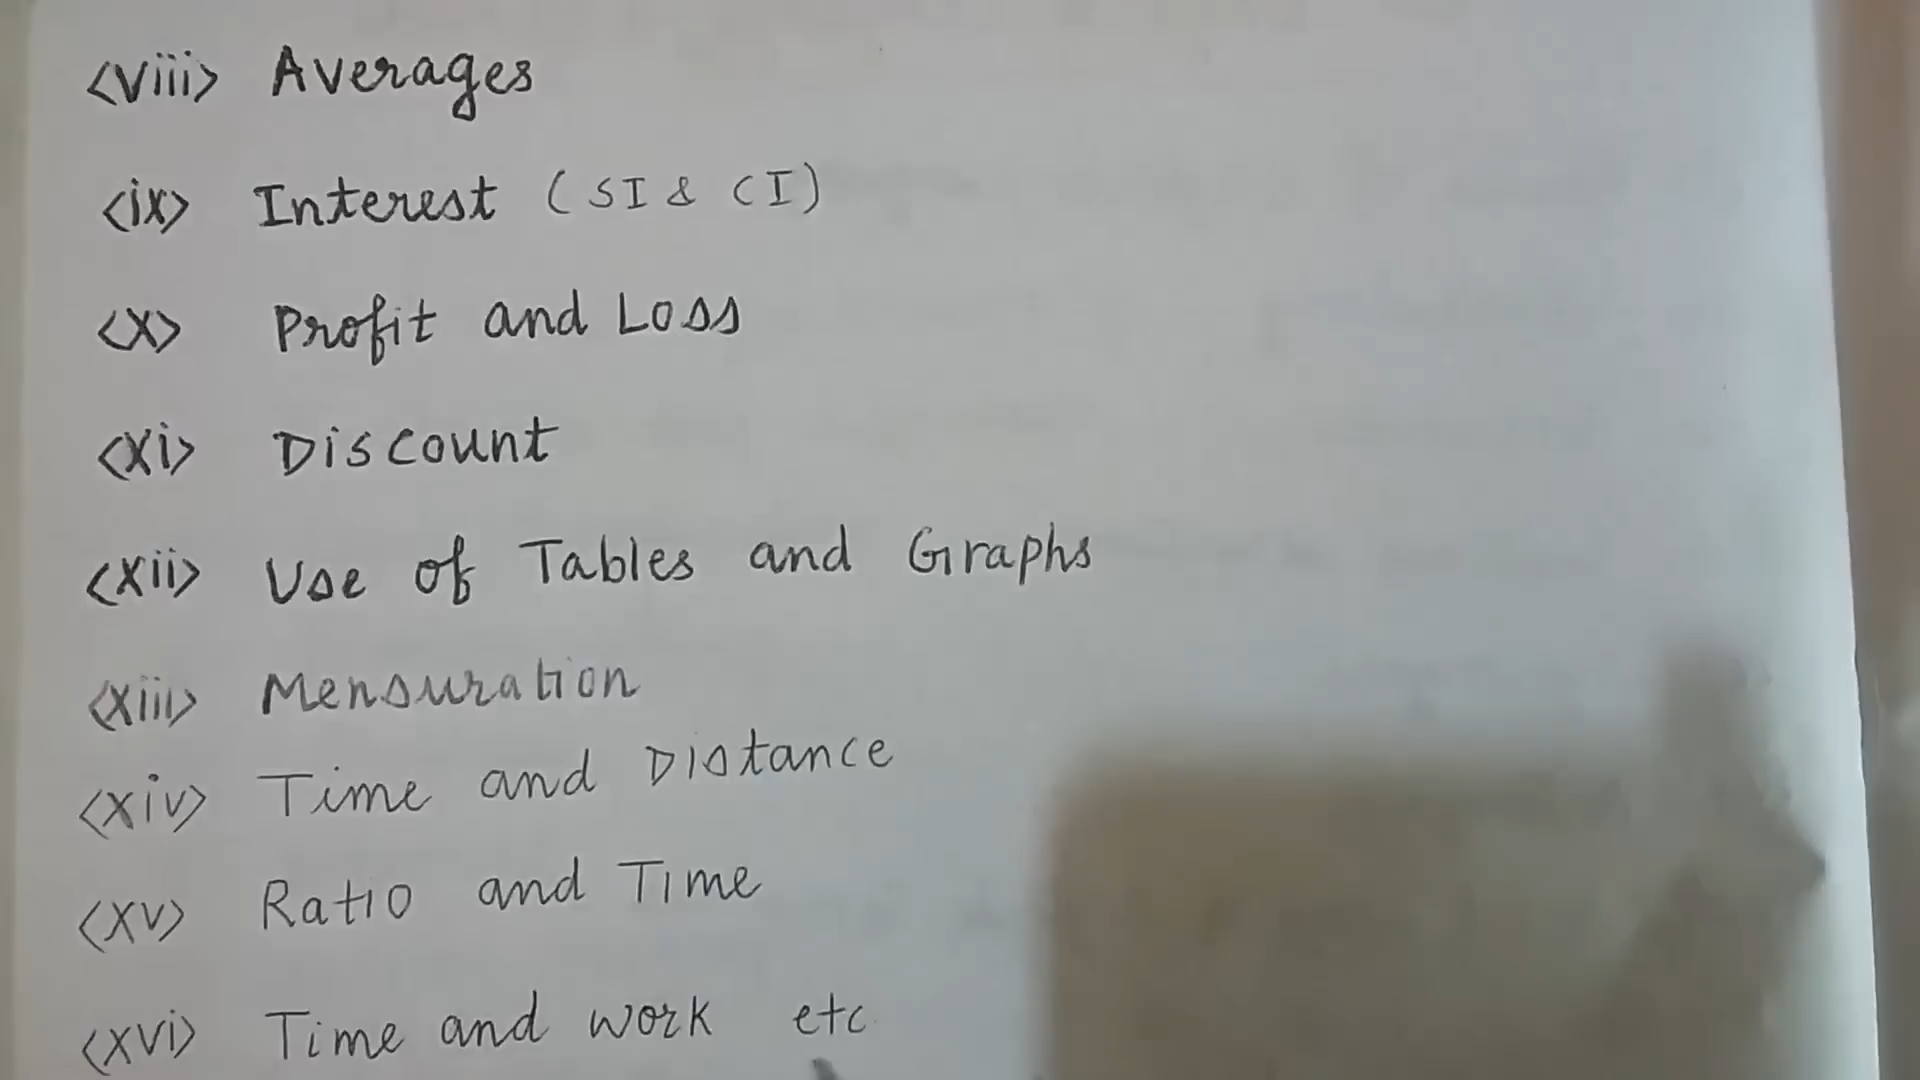 <viii> Averages
<ix> Interest (SI & CI)
<x> Profit and Loss
<xi> Discount
<xii> Use of Tables and Graphs
<xiii> Mensuration
<xiv> Time and Distance
<xv> Ratio and Time
<xvi> Time and work etc